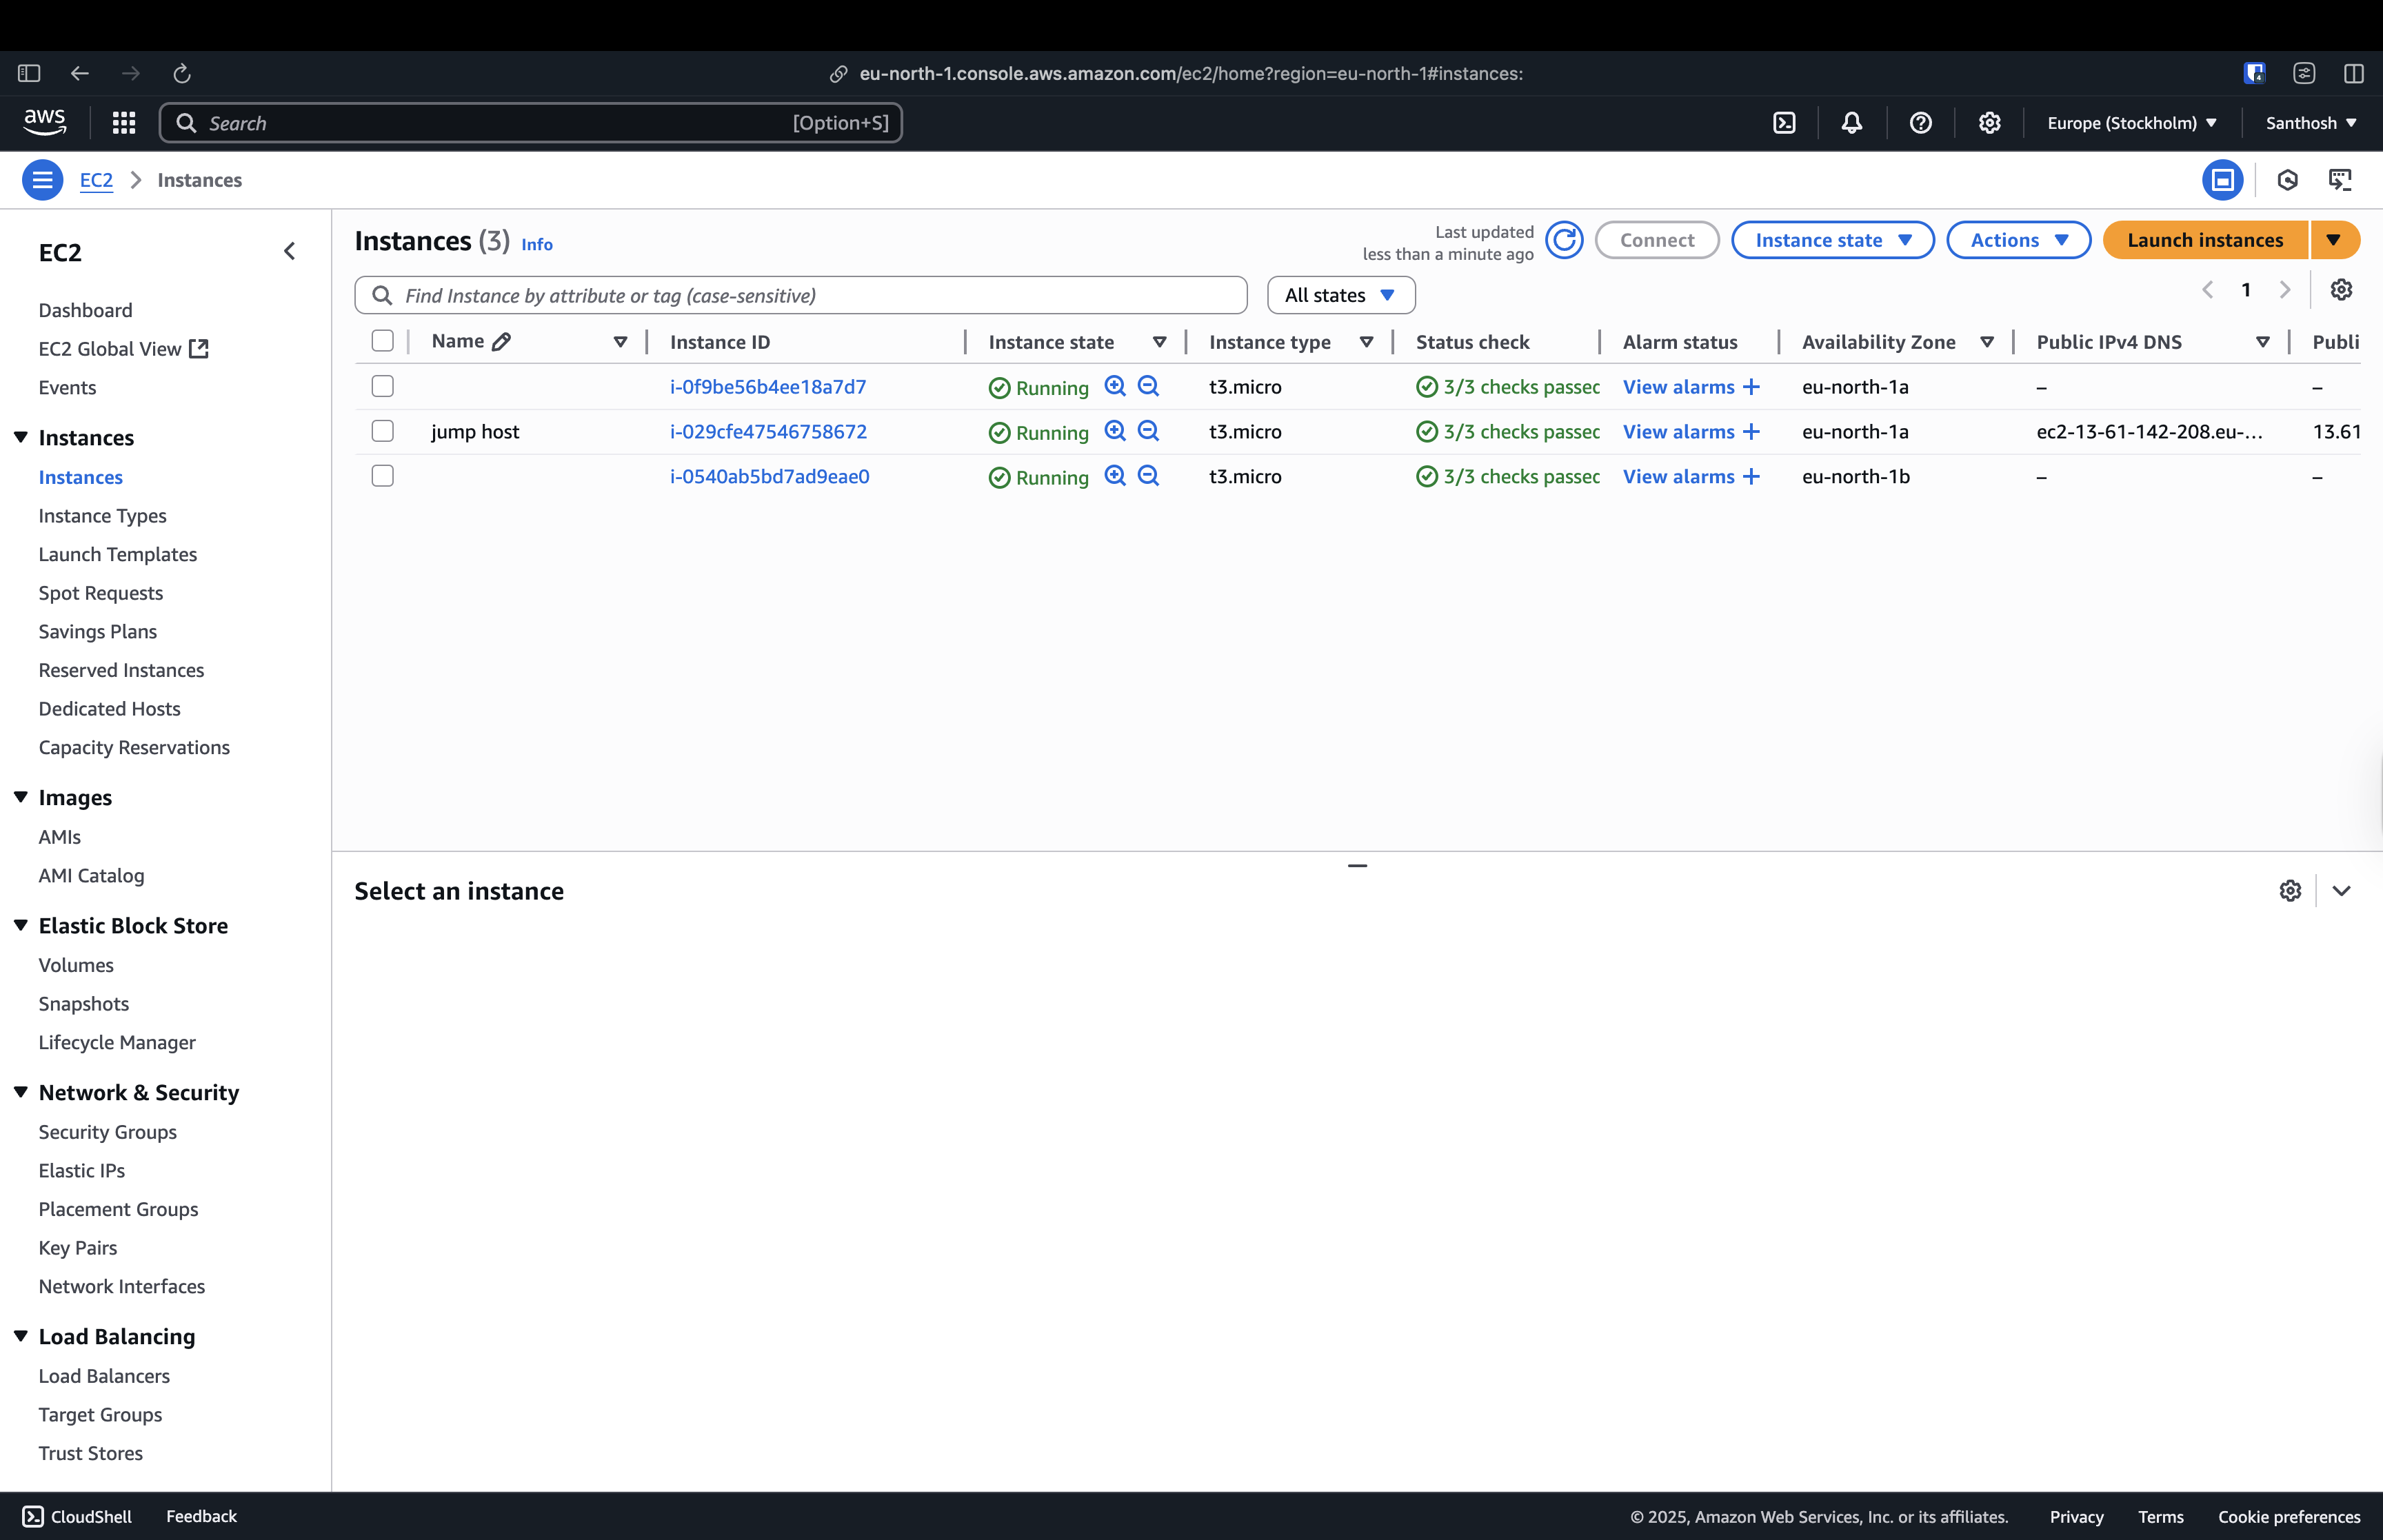 eu-north-1.console.aws.amazon.com/ec2/home?region=eu-north-1#instances:
4
aws
Search
[Option+S]
Europe (Stockholm)
Santhosh
EC2
Instances
EC2
Dashboard
EC2 Global View
Events
Instances
Instances
Instance Types
Launch Templates
Spot Requests
Savings Plans
Reserved Instances
Dedicated Hosts
Capacity Reservations
Images
AMIs
AMI Catalog
Elastic Block Store
Volumes
Snapshots
Lifecycle Manager
Network & Security
Security Groups
Elastic IPs
Placement Groups
Key Pairs
Network Interfaces
Load Balancing
Load Balancers
Target Groups
Trust Stores
Instances (3) Info
Last updated
less than a minute ago
Connect
Instance state
Actions
Launch instances
Find Instance by attribute or tag (case-sensitive)
All states
1
Name Instance ID Instance state Instance type Status check Alarm status Availability Zone Public IPv4 DNS Publi
i-0f9be56b4ee18a7d7 Running t3.micro 3/3 checks passec View alarms + eu-north-1a – –
jump host i-029cfe47546758672 Running t3.micro 3/3 checks passec View alarms + eu-north-1a ec2-13-61-142-208.eu-... 13.61
i-0540ab5bd7ad9eae0 Running t3.micro 3/3 checks passec View alarms + eu-north-1b – –
Select an instance
CloudShell
Feedback
© 2025, Amazon Web Services, Inc. or its affiliates.
Privacy
Terms
Cookie preferences